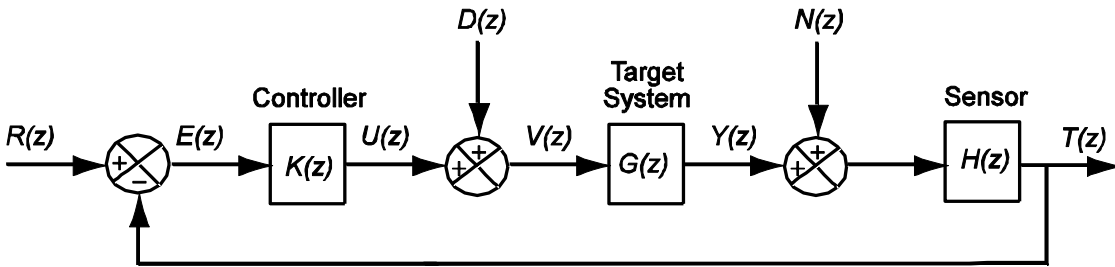 D(z)
N(z)
Controller
Target
System
Sensor
R(z)
E(z)
U(z)
V(z)
Y(z)
T(z)
+
−
K(z)
+
+
G(z)
+
+
H(z)